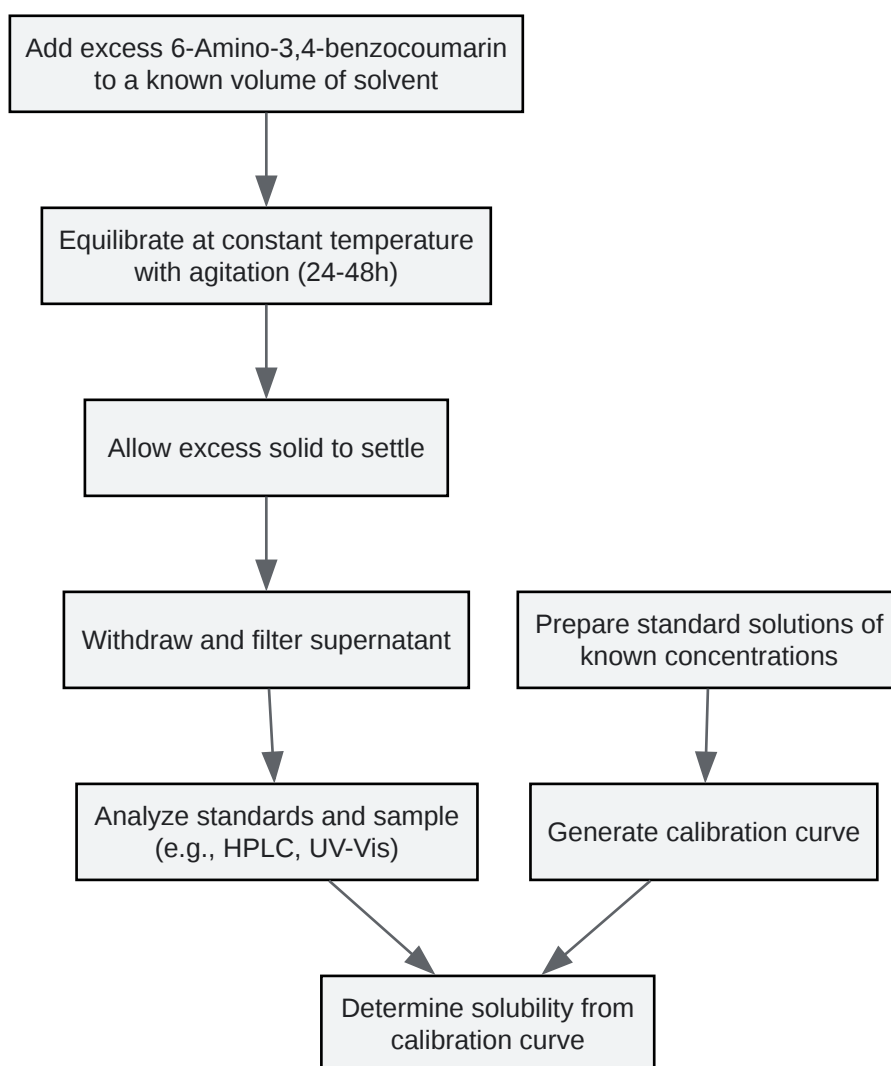 Add excess 6-Amino-3,4-benzocoumarin
to a known volume of solvent
Equilibrate at constant temperature
with agitation (24-48h)
Allow excess solid to settle
Withdraw and filter supernatant
Prepare standard solutions of
known concentrations
Analyze standards and sample
(e.g., HPLC, UV-Vis)
Generate calibration curve
Determine solubility from
calibration curve